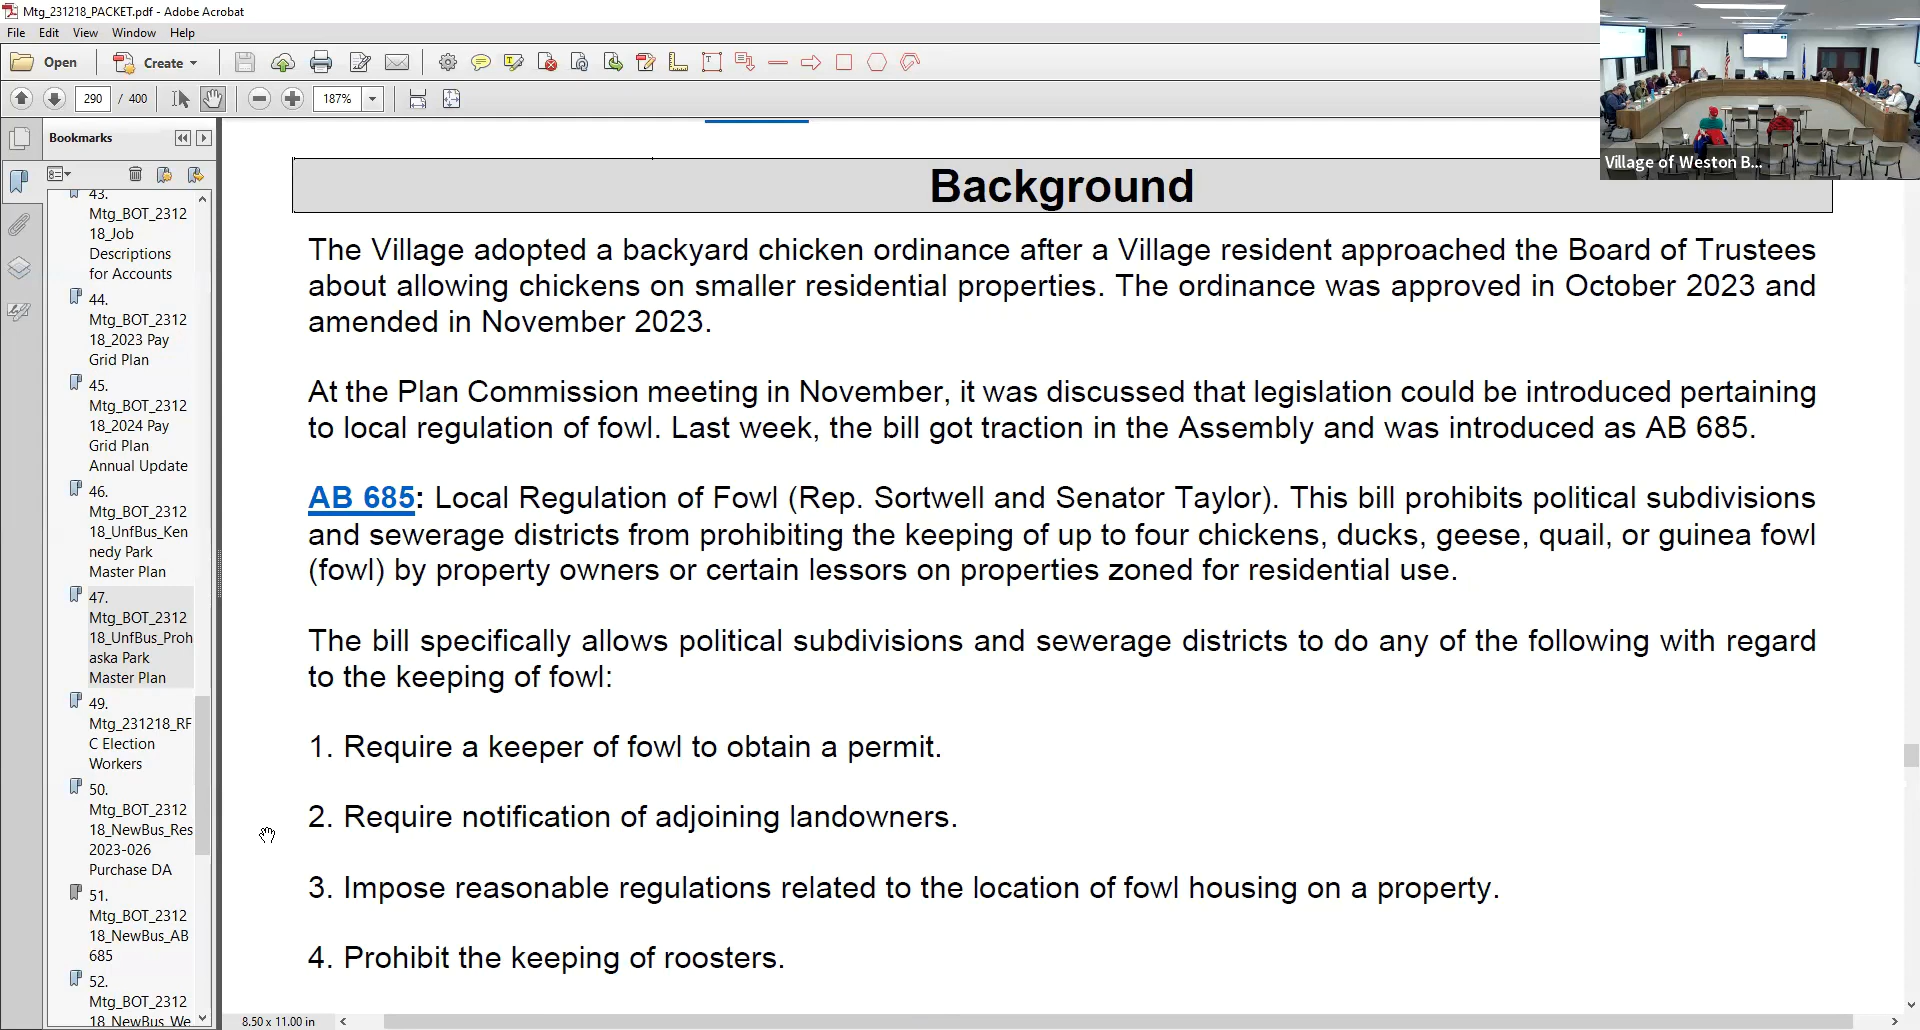 Mtg_231218_PACKET.pdf - Adobe Acrobat
File Edit View Window Help
Open Create
290 / 400 187%
Bookmarks
43.
Mtg_BOT_2312
18_Job
Descriptions
for Accounts
44.
Mtg_BOT_2312
18_2023 Pay
Grid Plan
45.
Mtg_BOT_2312
18_2024 Pay
Grid Plan
Annual Update
46.
Mtg_BOT_2312
18_UnfBus_Ken
nedy Park
Master Plan
47.
Mtg_BOT_2312
18_UnfBus_Proh
aska Park
Master Plan
49.
Mtg_231218_RF
C Election
Workers
50.
Mtg_BOT_2312
18_NewBus_Res
2023-026
Purchase DA
51.
Mtg_BOT_2312
18_NewBus_AB
685
52.
Mtg_BOT_2312
18_NewBus_We
Village of Weston B...
Background
The Village adopted a backyard chicken ordinance after a Village resident approached the Board of Trustees
about allowing chickens on smaller residential properties. The ordinance was approved in October 2023 and
amended in November 2023.
At the Plan Commission meeting in November, it was discussed that legislation could be introduced pertaining
to local regulation of fowl. Last week, the bill got traction in the Assembly and was introduced as AB 685.
AB 685: Local Regulation of Fowl (Rep. Sortwell and Senator Taylor). This bill prohibits political subdivisions
and sewerage districts from prohibiting the keeping of up to four chickens, ducks, geese, quail, or guinea fowl
(fowl) by property owners or certain lessors on properties zoned for residential use.
The bill specifically allows political subdivisions and sewerage districts to do any of the following with regard
to the keeping of fowl:
1. Require a keeper of fowl to obtain a permit.
2. Require notification of adjoining landowners.
3. Impose reasonable regulations related to the location of fowl housing on a property.
4. Prohibit the keeping of roosters.
8.50 x 11.00 in